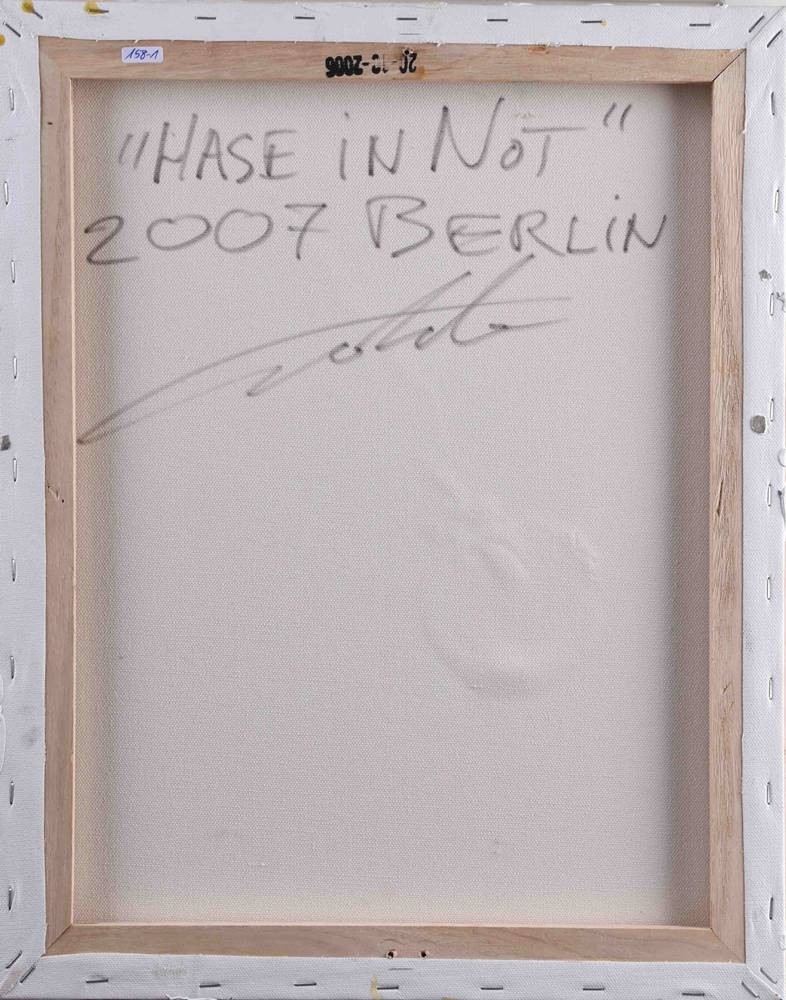 158-1
20-10-2006
"HASE iN NOT"
2007 BERLiN